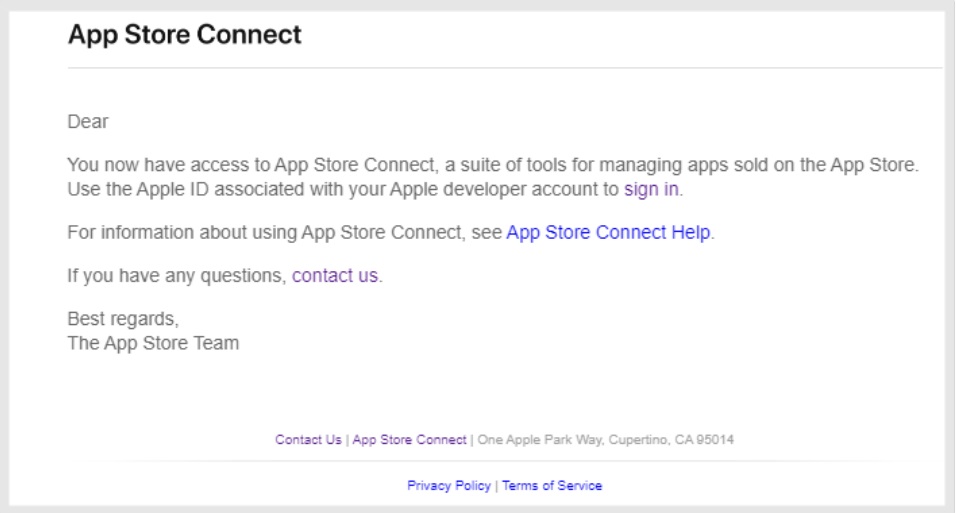 App Store Connect
Dear
You now have access to App Store Connect, a suite of tools for managing apps sold on the App Store.
Use the Apple ID associated with your Apple developer account to sign in.
For information about using App Store Connect, see App Store Connect Help.
If you have any questions, contact us.
Best regards,
The App Store Team
Contact Us | App Store Connect | One Apple Park Way, Cupertino, CA 95014
Privacy Policy | Terms of Service